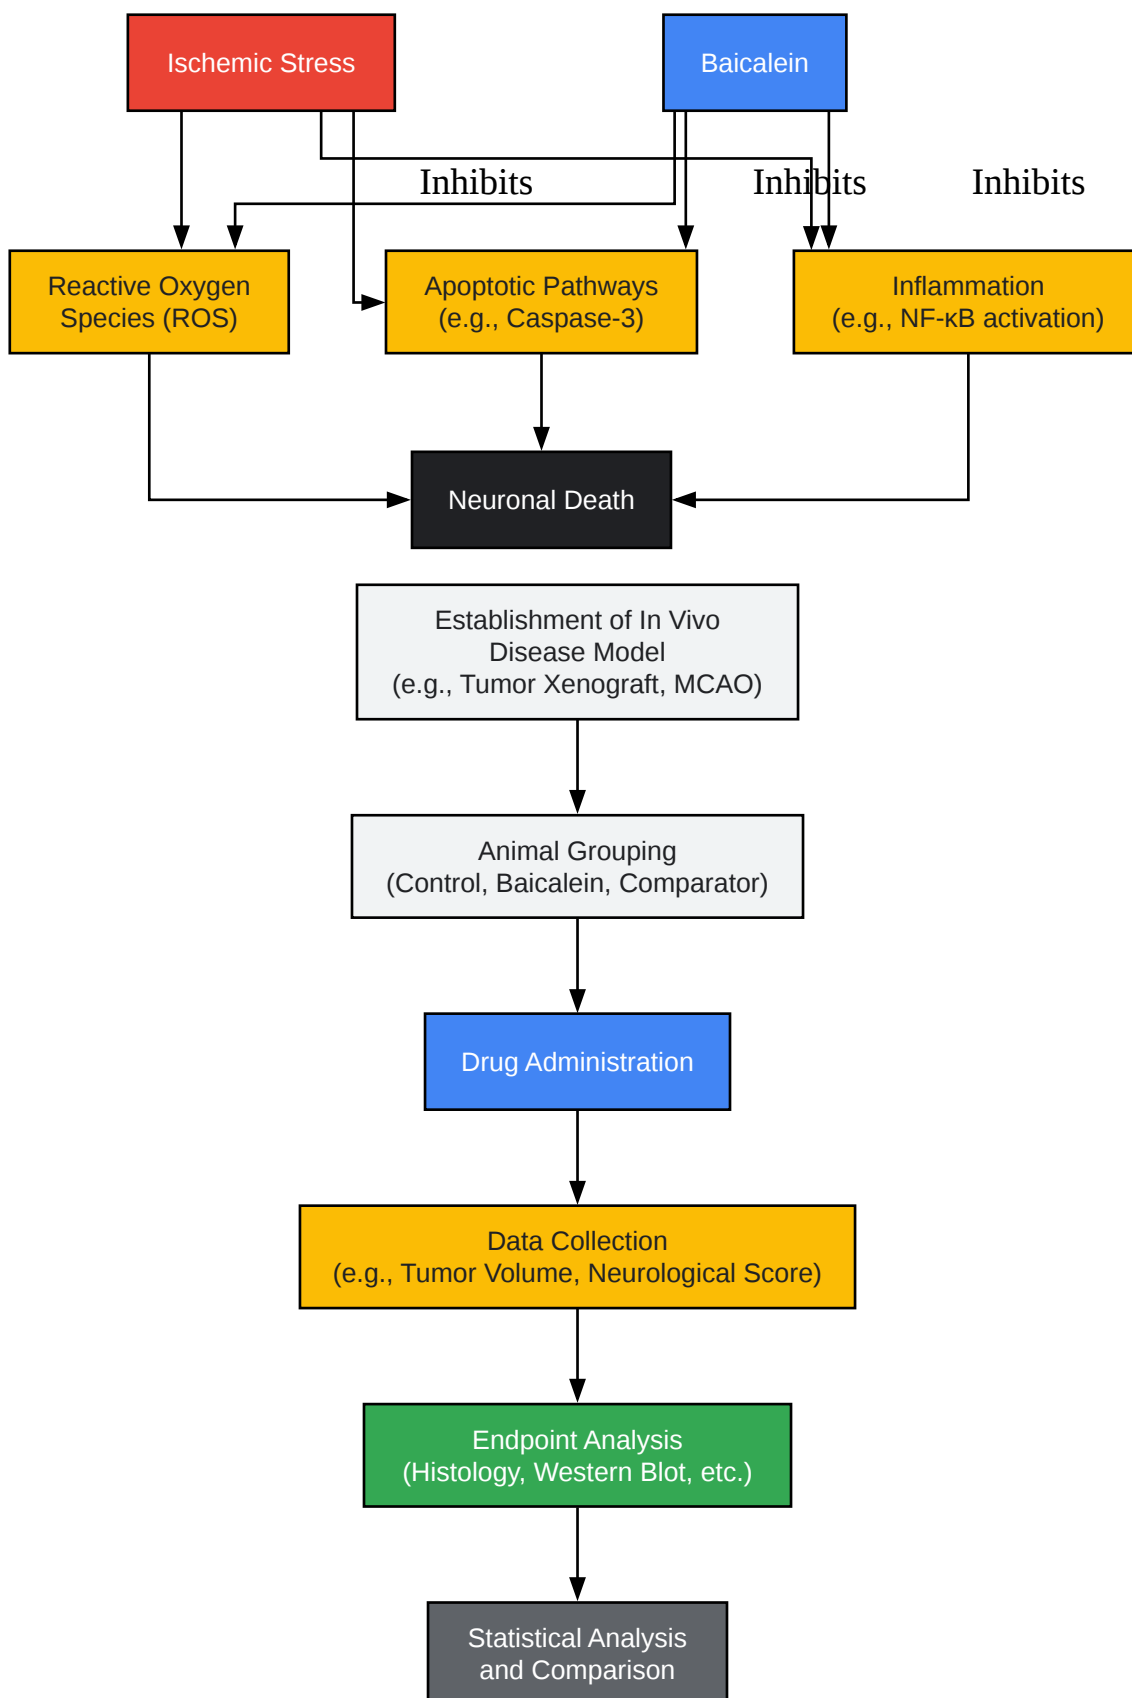 Ischemic Stress
Baicalein
Inhibits
Inhibits
Inhibits
Reactive Oxygen
Species (ROS)
Apoptotic Pathways
(e.g., Caspase-3)
Inflammation
(e.g., NF-κB activation)
Neuronal Death
Establishment of In Vivo
Disease Model
(e.g., Tumor Xenograft, MCAO)
Animal Grouping
(Control, Baicalein, Comparator)
Drug Administration
Data Collection
(e.g., Tumor Volume, Neurological Score)
Endpoint Analysis
(Histology, Western Blot, etc.)
Statistical Analysis
and Comparison